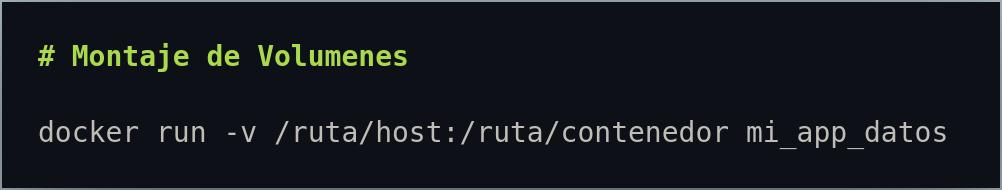 # Montaje de Volumenes
docker run -v /ruta/host:/ruta/contenedor mi_app_datos